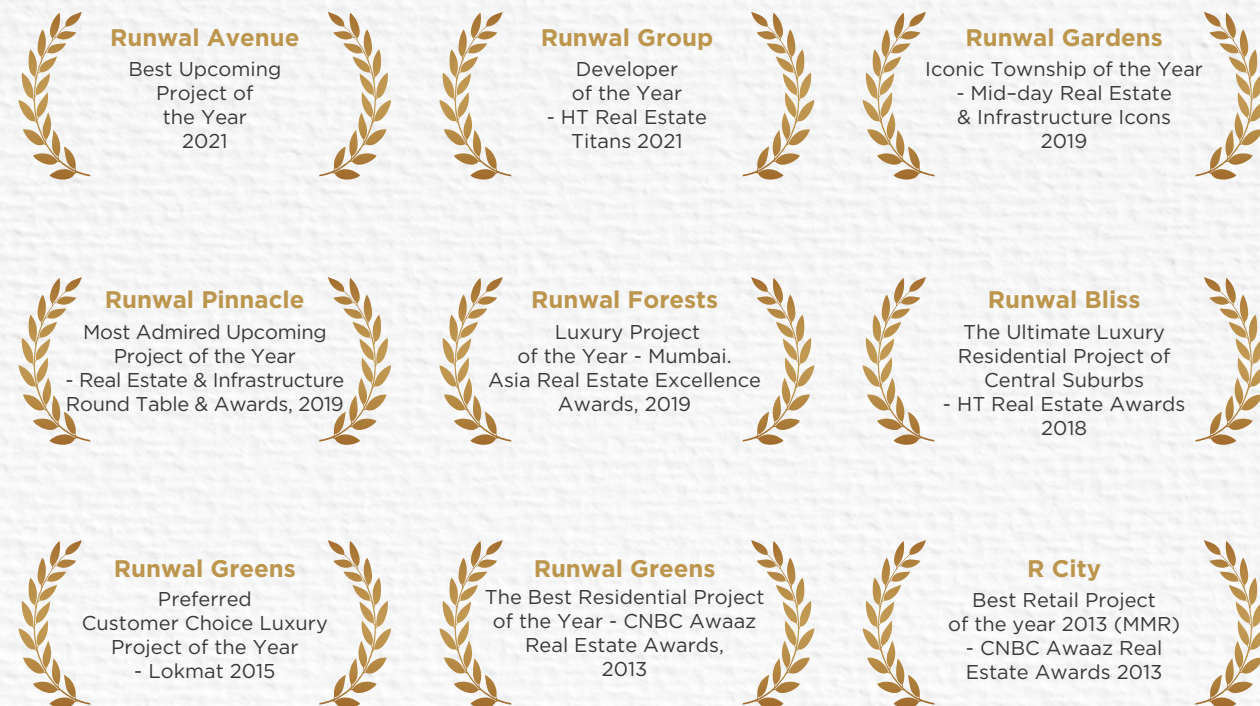 Runwal Avenue
Best Upcoming
Project of
the Year
2021
Runwal Group
Developer
of the Year
- HT Real Estate
Titans 2021
Runwal Gardens
Iconic Township of the Year
- Mid–day Real Estate
& Infrastructure Icons
2019
Runwal Pinnacle
Most Admired Upcoming
Project of the Year
- Real Estate & Infrastructure
Round Table & Awards, 2019
Runwal Forests
Luxury Project
of the Year - Mumbai.
Asia Real Estate Excellence
Awards, 2019
Runwal Bliss
The Ultimate Luxury
Residential Project of
Central Suburbs
- HT Real Estate Awards
2018
Runwal Greens
Preferred
Customer Choice Luxury
Project of the Year
- Lokmat 2015
Runwal Greens
The Best Residential Project
of the Year - CNBC Awaaz
Real Estate Awards,
2013
R City
Best Retail Project
of the year 2013 (MMR)
- CNBC Awaaz Real
Estate Awards 2013